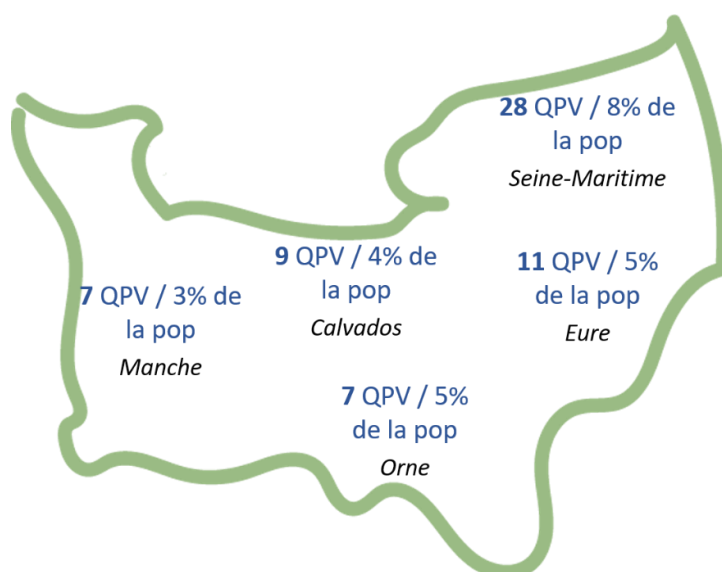 28 QPV / 8% de
la pop
Seine-Maritime
9 QPV / 4% de
la pop
Calvados
11 QPV / 5%
de la pop
Eure
7 QPV / 3% de
la pop
Manche
7 QPV / 5%
de la pop
Orne